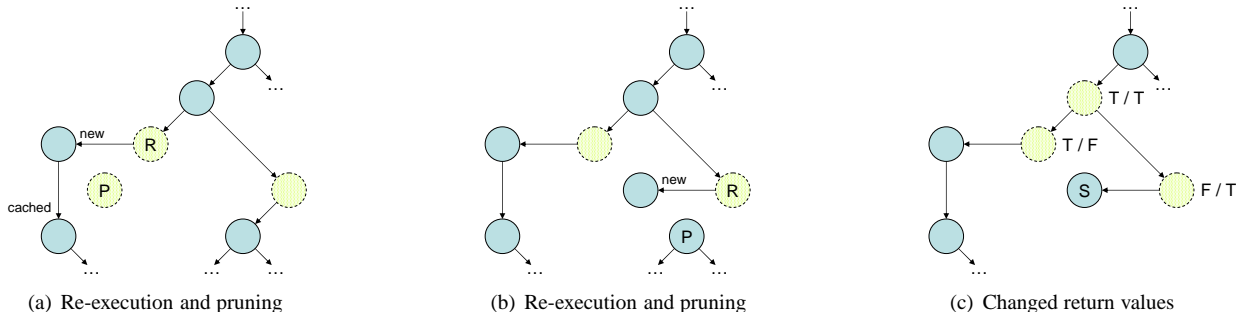 ...
...
new
R
P
cached
...
...
...
(a) Re-execution and pruning
...
...
new
R
P
...
...
...
(b) Re-execution and pruning
...
...
T / T
T / F
S
F / T
...
(c) Changed return values